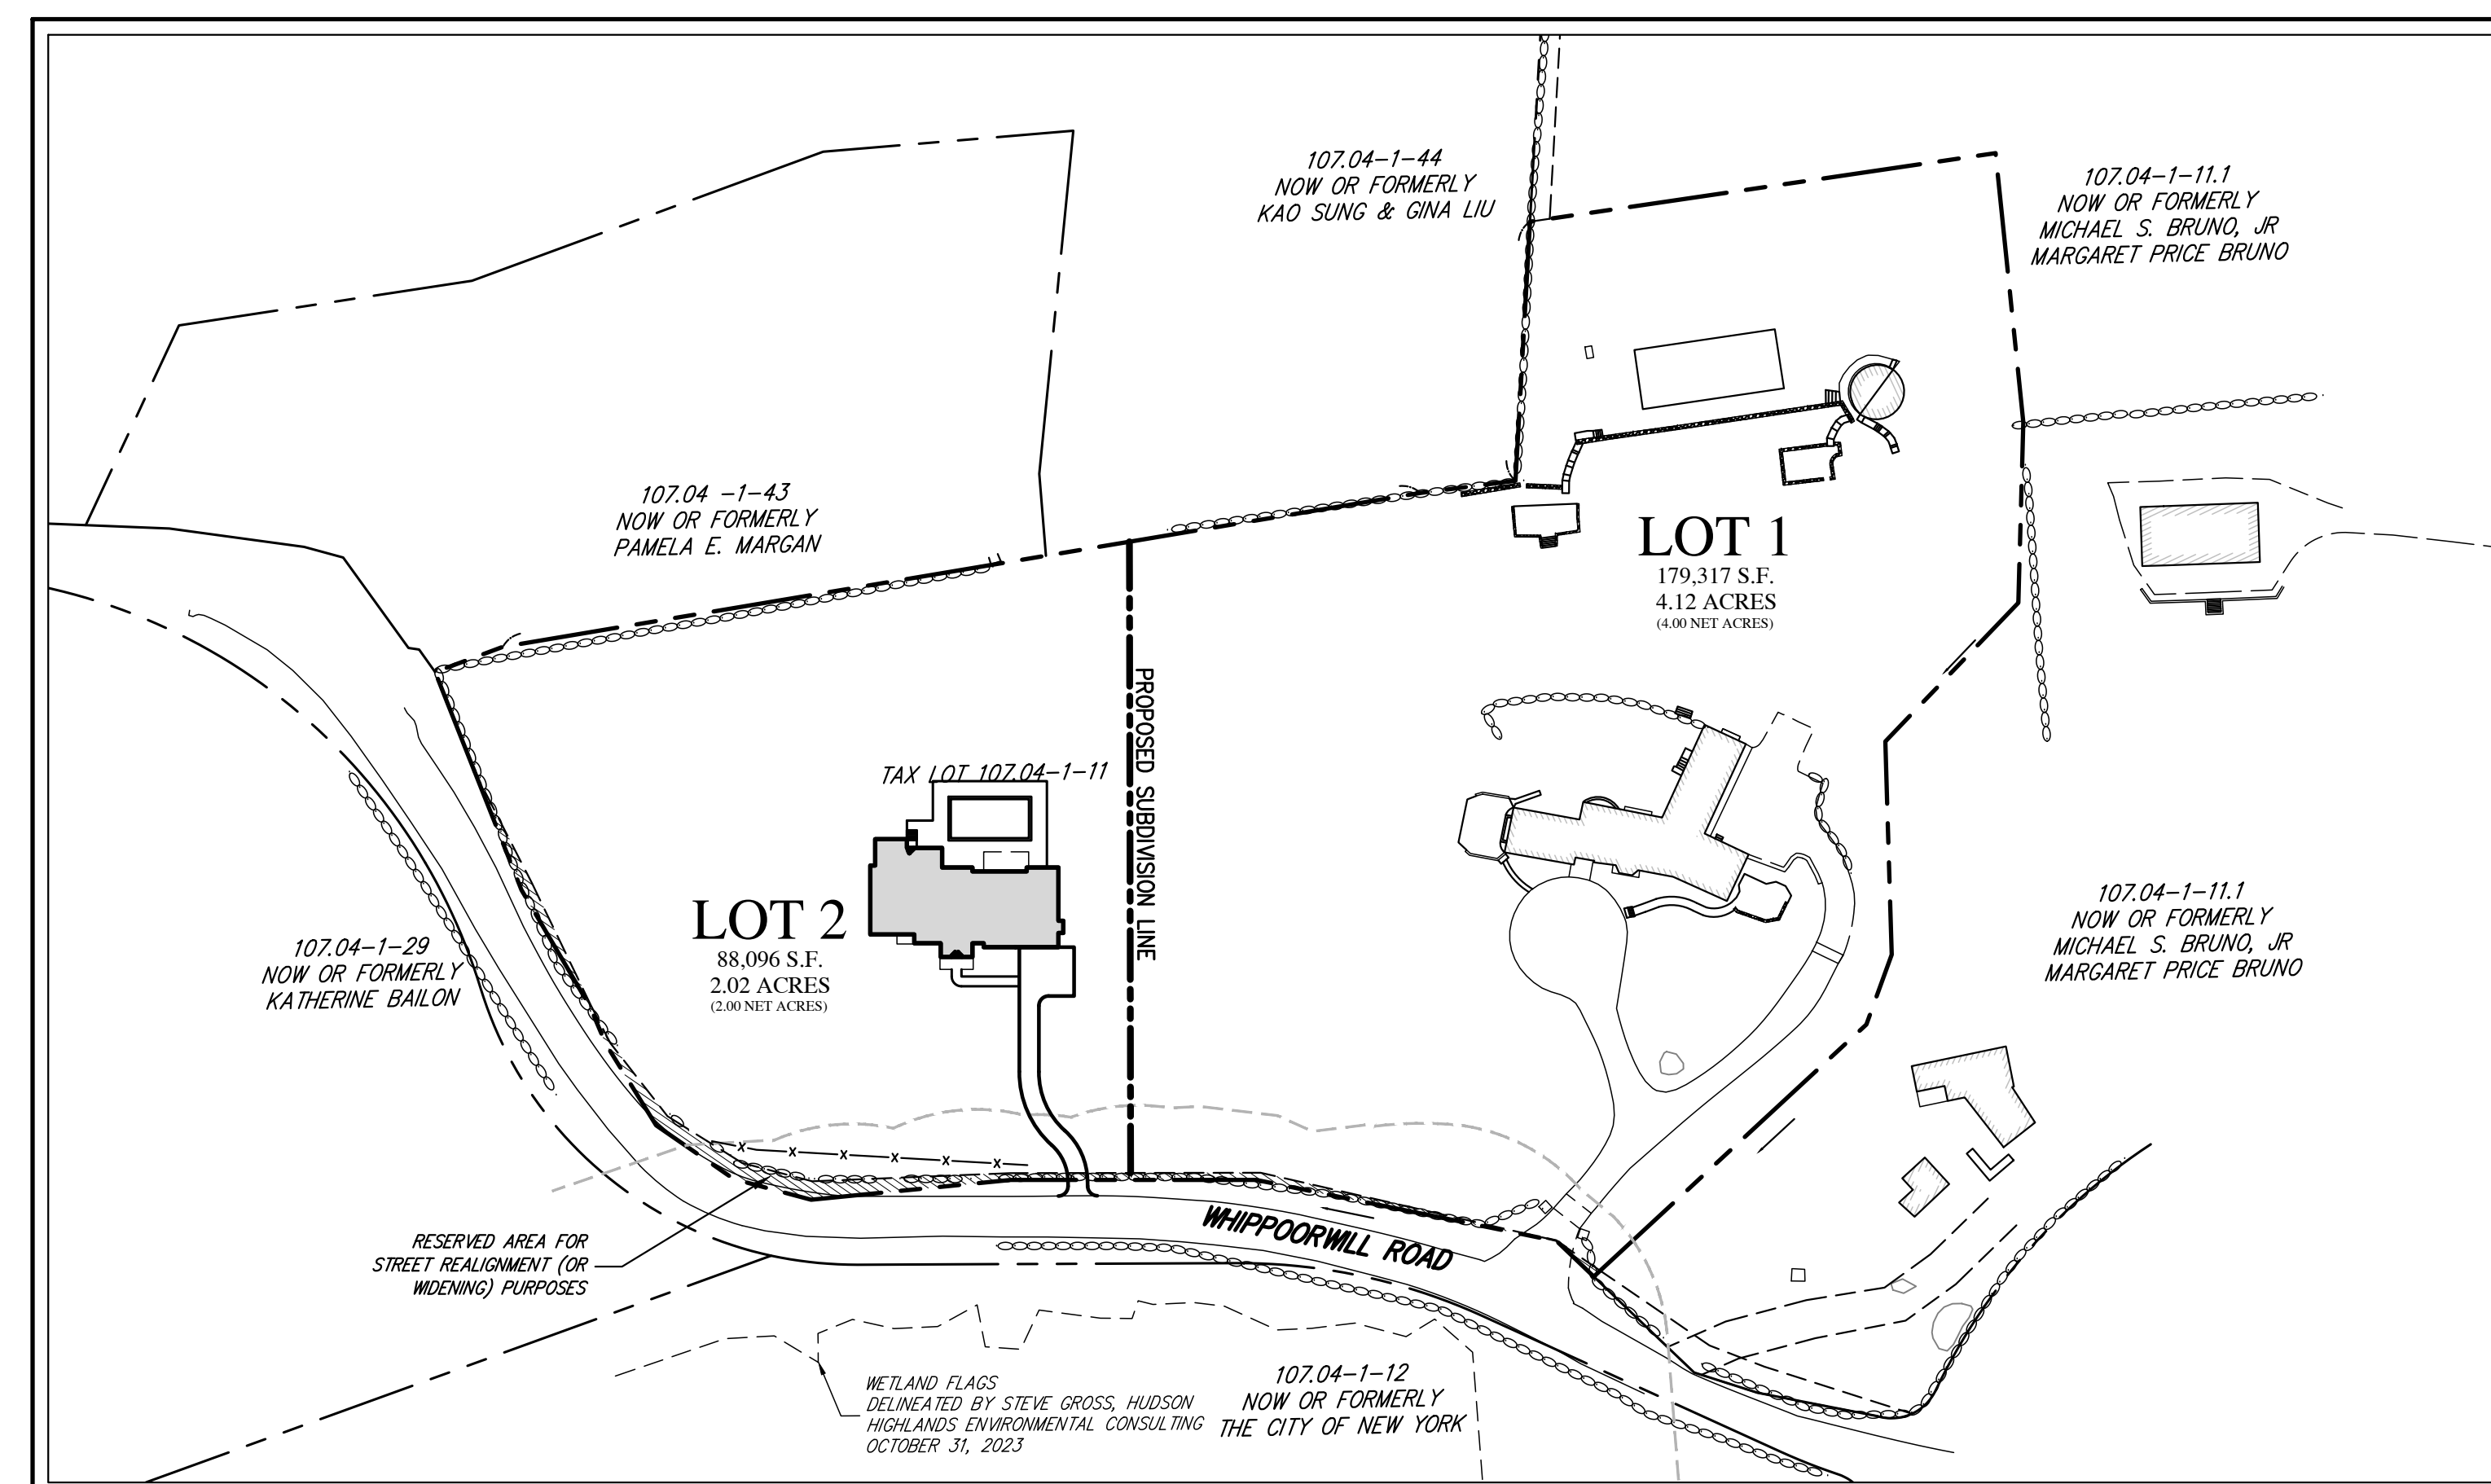 107.04-1-44
NOW OR FORMERLY
KAO SUNG & GINA LIU
107.04-1-11.1
NOW OR FORMERLY
MICHAEL S. BRUNO, JR
MARGARET PRICE BRUNO
107.04 -1-43
NOW OR FORMERLY
PAMELA E. MARGAN
LOT 1
179,317 S.F.
4.12 ACRES
(4.00 NET ACRES)
PROPOSED SUBDIVISION LINE
TAX LOT 107.04-1-11
LOT 2
88,096 S.F.
2.02 ACRES
(2.00 NET ACRES)
107.04-1-29
NOW OR FORMERLY
KATHERINE BAILON
107.04-1-11.1
NOW OR FORMERLY
MICHAEL S. BRUNO, JR
MARGARET PRICE BRUNO
WHIPPOORWILL ROAD
RESERVED AREA FOR
STREET REALIGNMENT (OR
WIDENING) PURPOSES
WETLAND FLAGS
DELINEATED BY STEVE GROSS, HUDSON
HIGHLANDS ENVIRONMENTAL CONSULTING
OCTOBER 31, 2023
107.04-1-12
NOW OR FORMERLY
THE CITY OF NEW YORK